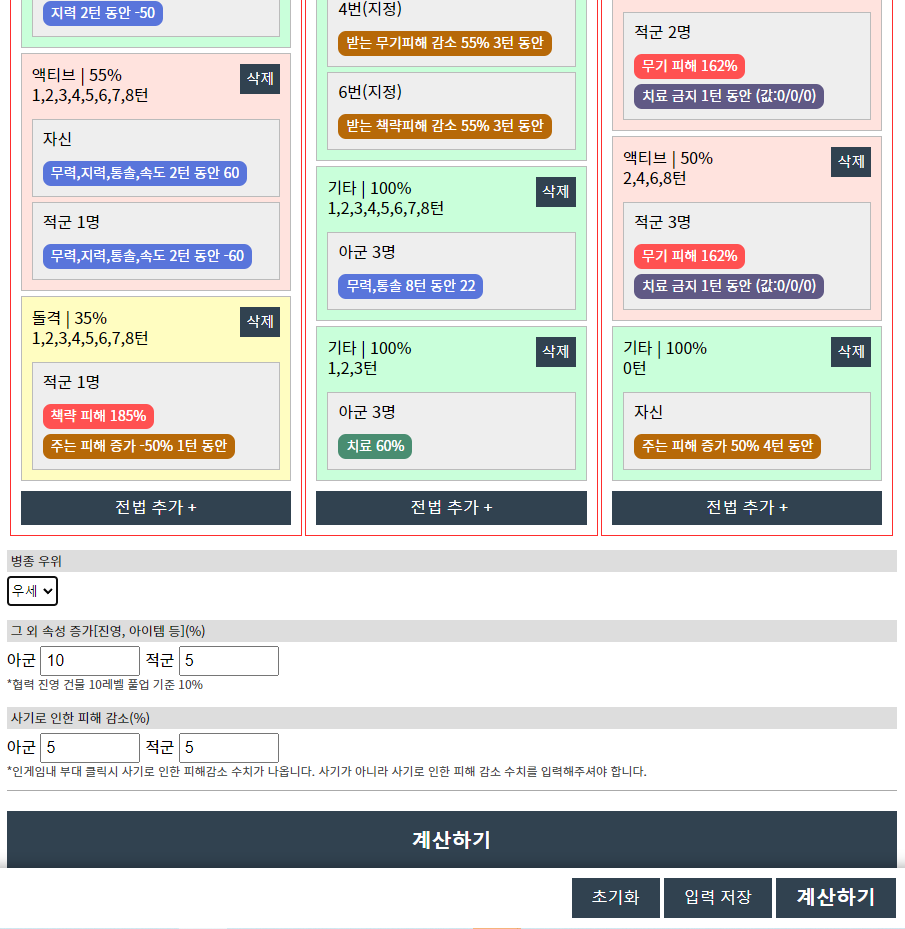 지력 2턴 동안 -50
액티브 | 55%
삭제
1,2,3,4,5,6,7,8턴
자신
무력,지력,통솔,속도 2턴 동안 60
적군 1명
무력,지력,통솔,속도 2턴 동안 -60
돌격 | 35%
삭제
1,2,3,4,5,6,7,8턴
적군 1명
책략 피해 185%
주는 피해 증가 -50% 1턴 동안
전법 추가 +
4번(지정)
받는 무기피해 감소 55% 3턴 동안
6번(지정)
받는 책략피해 감소 55% 3턴 동안
기타 | 100%
삭제
1,2,3,4,5,6,7,8턴
아군 3명
무력,통솔 8턴 동안 22
기타 | 100%
삭제
1,2,3턴
아군 3명
치료 60%
전법 추가 +
적군 2명
무기 피해 162%
치료 금지 1턴 동안 (값:0/0/0)
액티브 | 50%
삭제
2,4,6,8턴
적군 3명
무기 피해 162%
치료 금지 1턴 동안 (값:0/0/0)
기타 | 100%
삭제
0턴
자신
주는 피해 증가 50% 4턴 동안
전법 추가 +
병종 우위
우세
그 외 속성 증가[진영, 아이템 등](%)
아군 10 적군 5
*협력 진영 건물 10레벨 풀업 기준 10%
사기로 인한 피해 감소(%)
아군 5 적군 5
*인게임내 부대 클릭시 사기로 인한 피해감소 수치가 나옵니다. 사기가 아니라 사기로 인한 피해 감소 수치를 입력해주셔야 합니다.
계산하기
초기화 입력 저장 계산하기